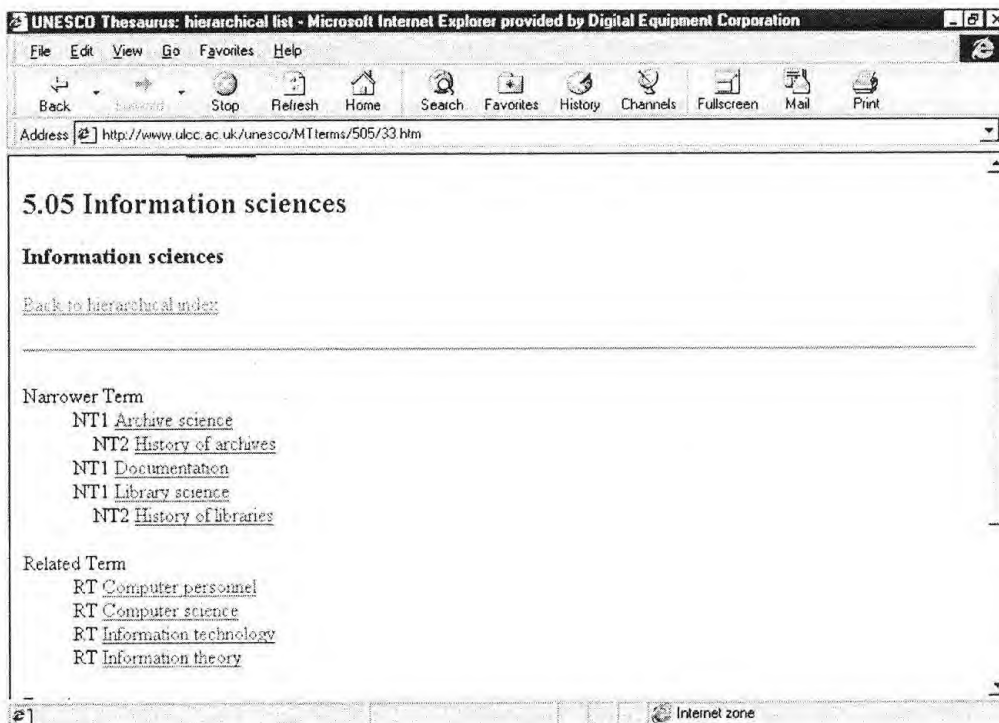 UNESCO Thesaurus: hierarchical list - Microsoft Internet Explorer provided by Digital Equipment Corporation
File Edit View Go Favorites Help
Back Forward Stop Refresh Home Search Favorites History Channels Fullscreen Mail Print
Address http://www.ulcc.ac.uk/unesco/MTterms/505/33.htm
5.05 Information sciences
Information sciences
Back to hierarchical index
Narrower Term
NT1 Archive science
NT2 History of archives
NT1 Documentation
NT1 Library science
NT2 History of libraries
Related Term
RT Computer personnel
RT Computer science
RT Information technology
RT Information theory
Internet zone